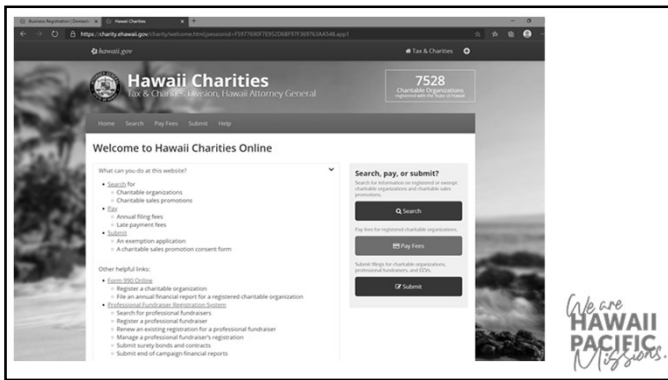 Business Registration | Domesti
Hawaii Charities
https://charity.ehawaii.gov/charity/welcome.html
hawaii.gov
Tax & Charities
Hawaii Charities
Tax & Charities Division, Hawaii Attorney General
7528
Charitable Organizations
registered with the State of Hawaii
Home Search Pay Fees Submit Help
Welcome to Hawaii Charities Online
What can you do at this website?
Search for
Charitable organizations
Charitable sales promotions
Pay
Annual filing fees
Late payment fees
Submit
An exemption application
A charitable sales promotion consent form
Other helpful links:
Form 990 Online
Register a charitable organization
File an annual financial report for a registered charitable organization
Professional Fundraiser Registration System
Search for professional fundraisers
Register a professional fundraiser
Renew an existing registration for a professional fundraiser
Manage a professional fundraiser's registration
Submit surety bonds and contracts
Submit end of campaign financial reports
Search, pay, or submit?
Search for information on registered or exempt
charitable organizations and charitable sales
promotions.
Search
Pay fees for registered charitable organizations.
Pay Fees
Submit filings for charitable organizations,
professional fundraisers, and
Submit
We are
HAWAII
PACIFIC
Missions.